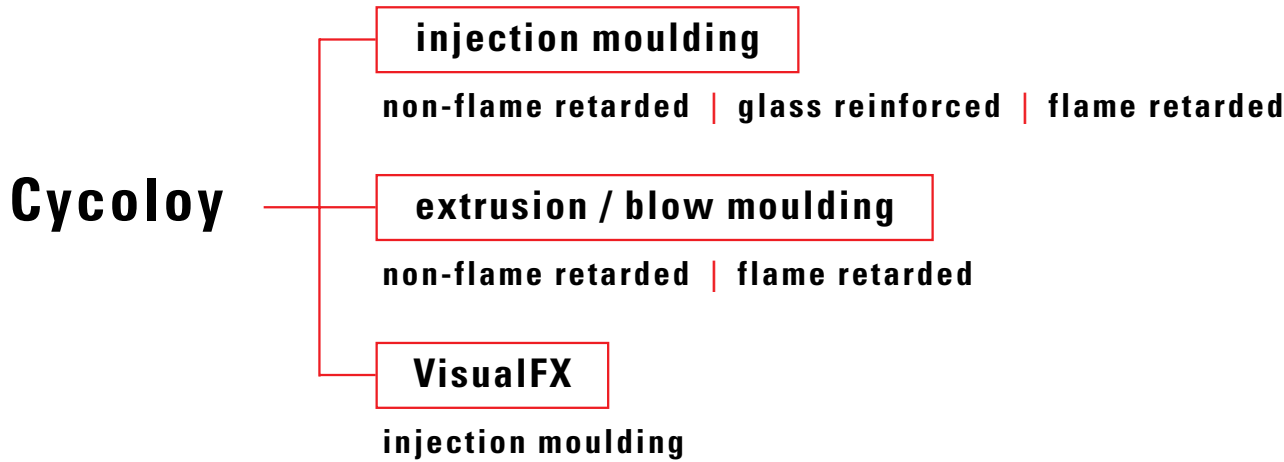 injection moulding
non-flame retarded | glass reinforced | flame retarded
Cycoloy
extrusion / blow moulding
non-flame retarded | flame retarded
VisualFX
injection moulding